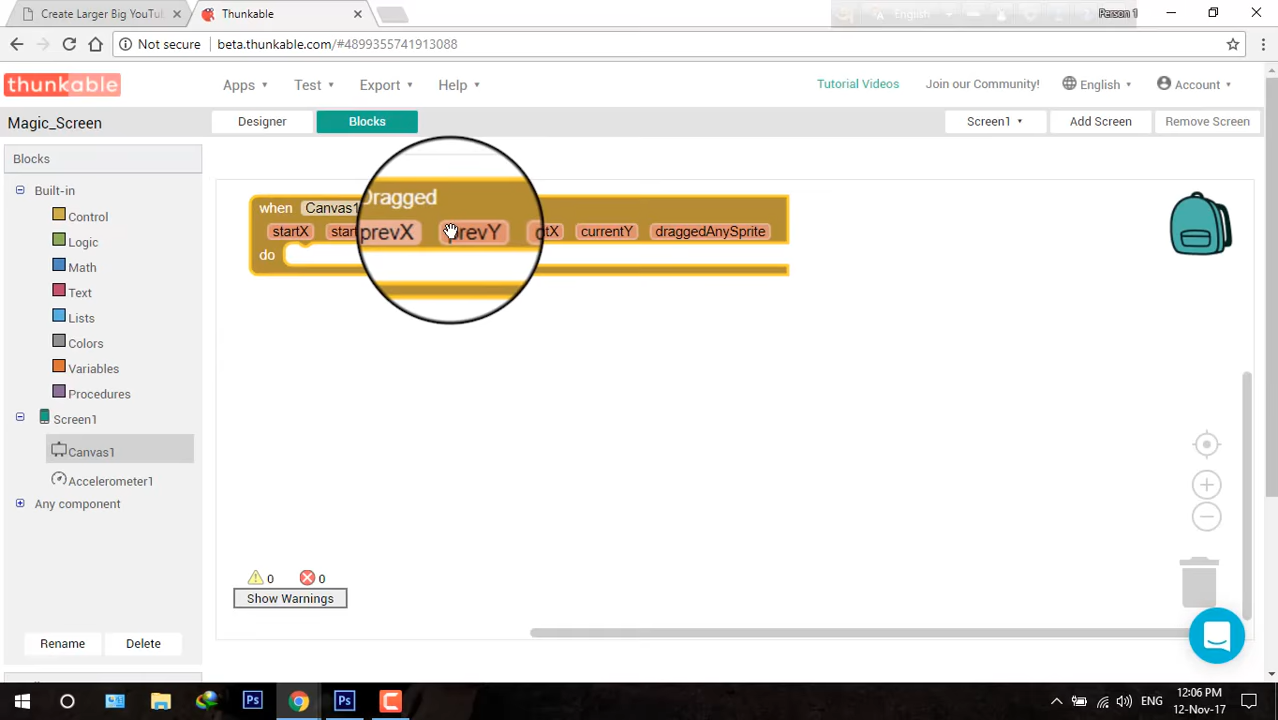 Create Larger Big YouTu
Thunkable
English
Person 1
Not secure
beta.thunkable.com/#4899355741913088
thunkable
Apps
Test
Export
Help
Tutorial Videos
Join our Community!
English
Account
Magic_Screen
Designer
Blocks
Screen1
Add Screen
Remove Screen
Blocks
Built-in
Control
Logic
Math
Text
Lists
Colors
Variables
Procedures
Screen1
Canvas1
Accelerometer1
Any component
Rename
Delete
when Canvas1 Dragged
startX prevX prevY currentY draggedAnySprite
do
0 0
Show Warnings
Ps
Ps
ENG
12:06 PM
12-Nov-17